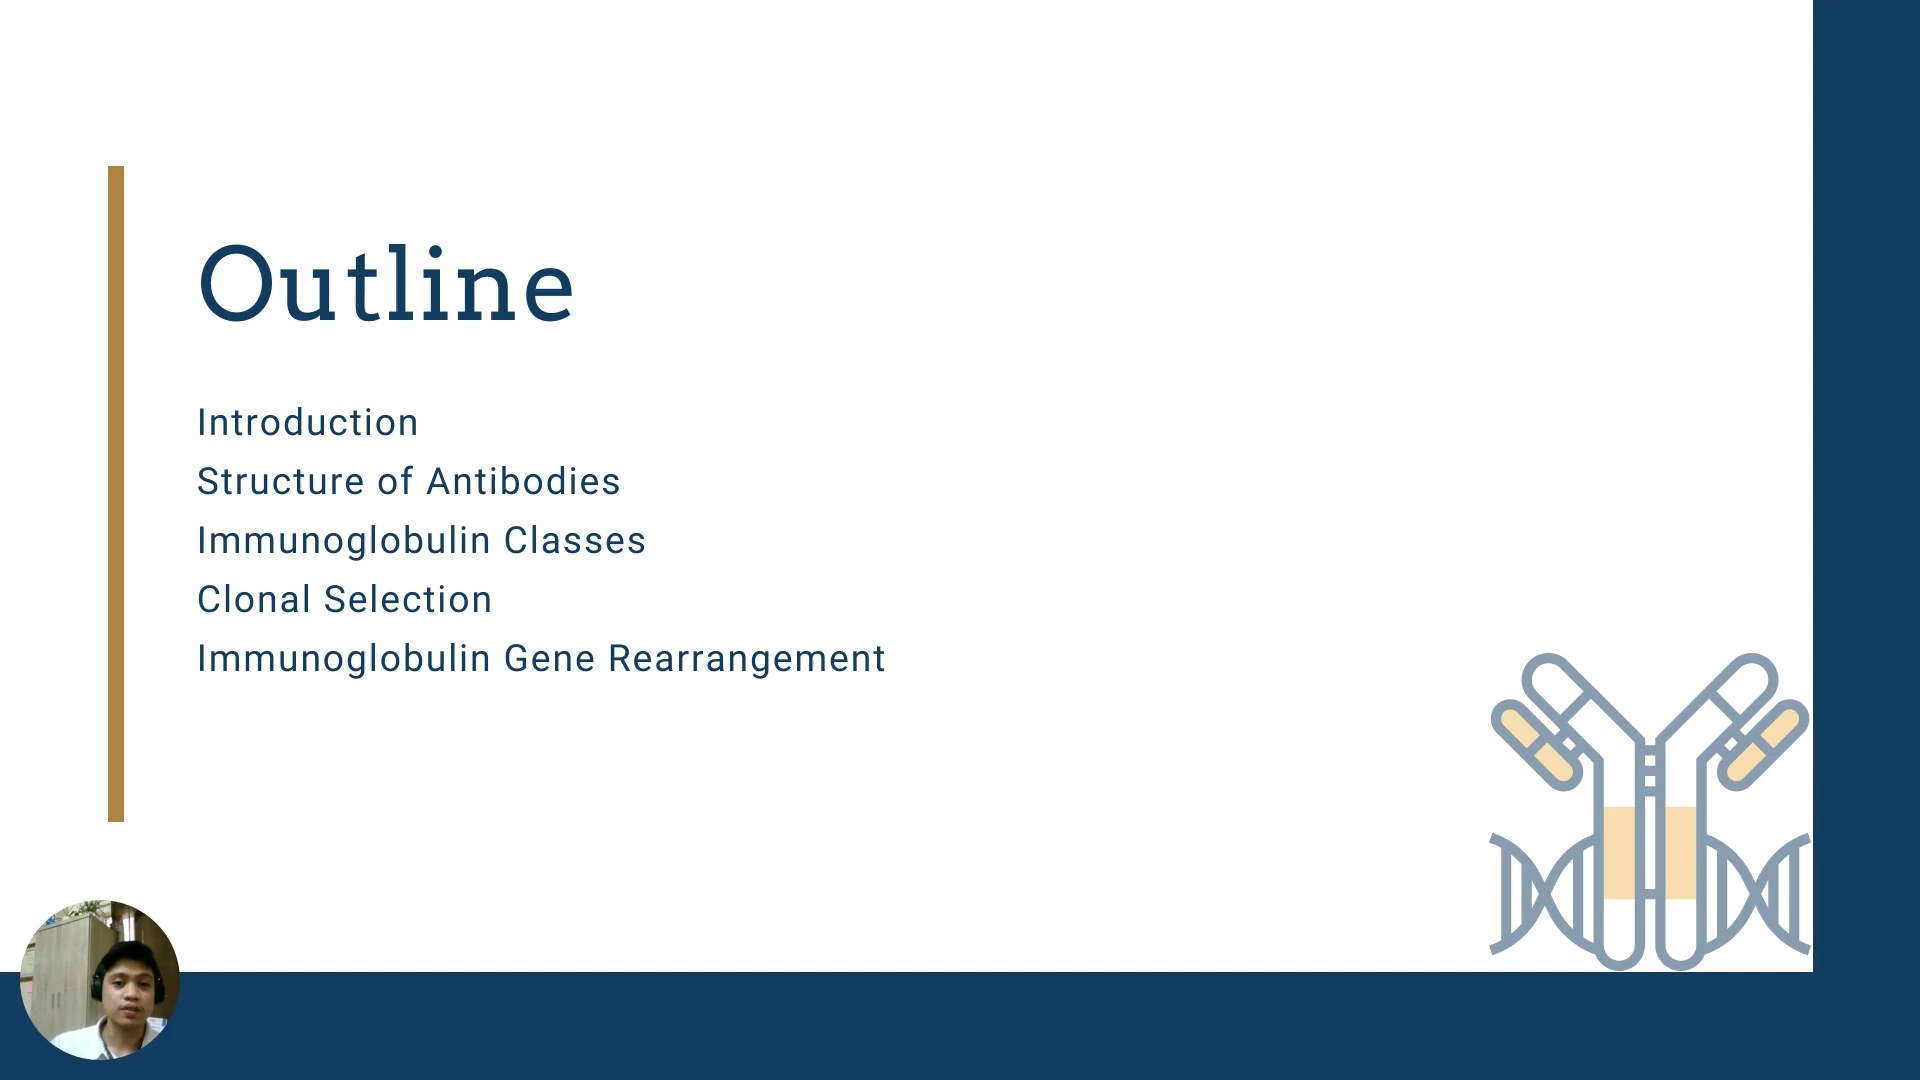 Outline
Introduction
Structure of Antibodies
Immunoglobulin Classes
Clonal Selection
Immunoglobulin Gene Rearrangement